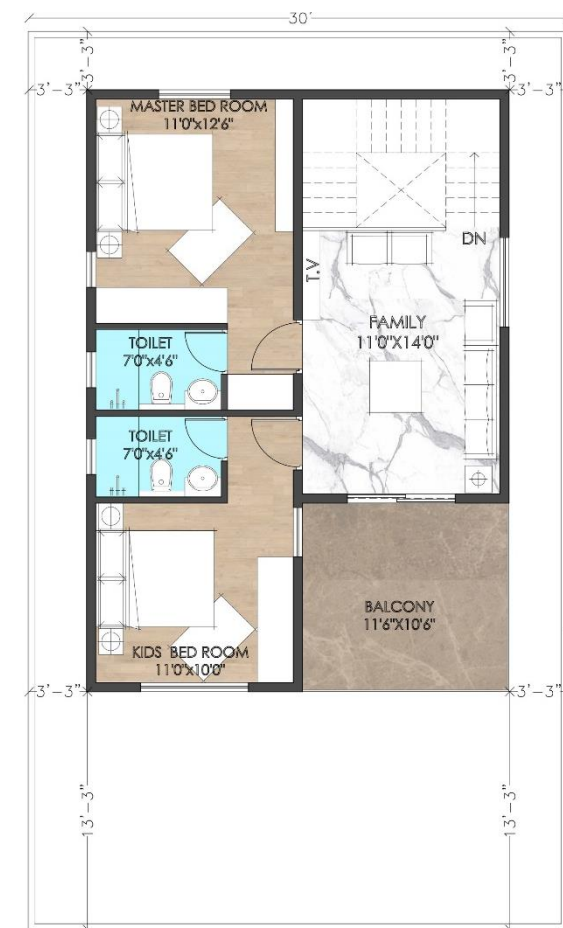 30'
3'-3"
3'-3"
3'-3"
3'-3"
MASTER BED ROOM
11'0"x12'6"
DN
T.V
FAMILY
11'0"X14'0"
TOILET
7'0"x4'6"
TOILET
7'0"x4'6"
BALCONY
11'6"X10'6"
KIDS BED ROOM
11'0"x10'0"
3'-3"
3'-3"
13'-3"
13'-3"